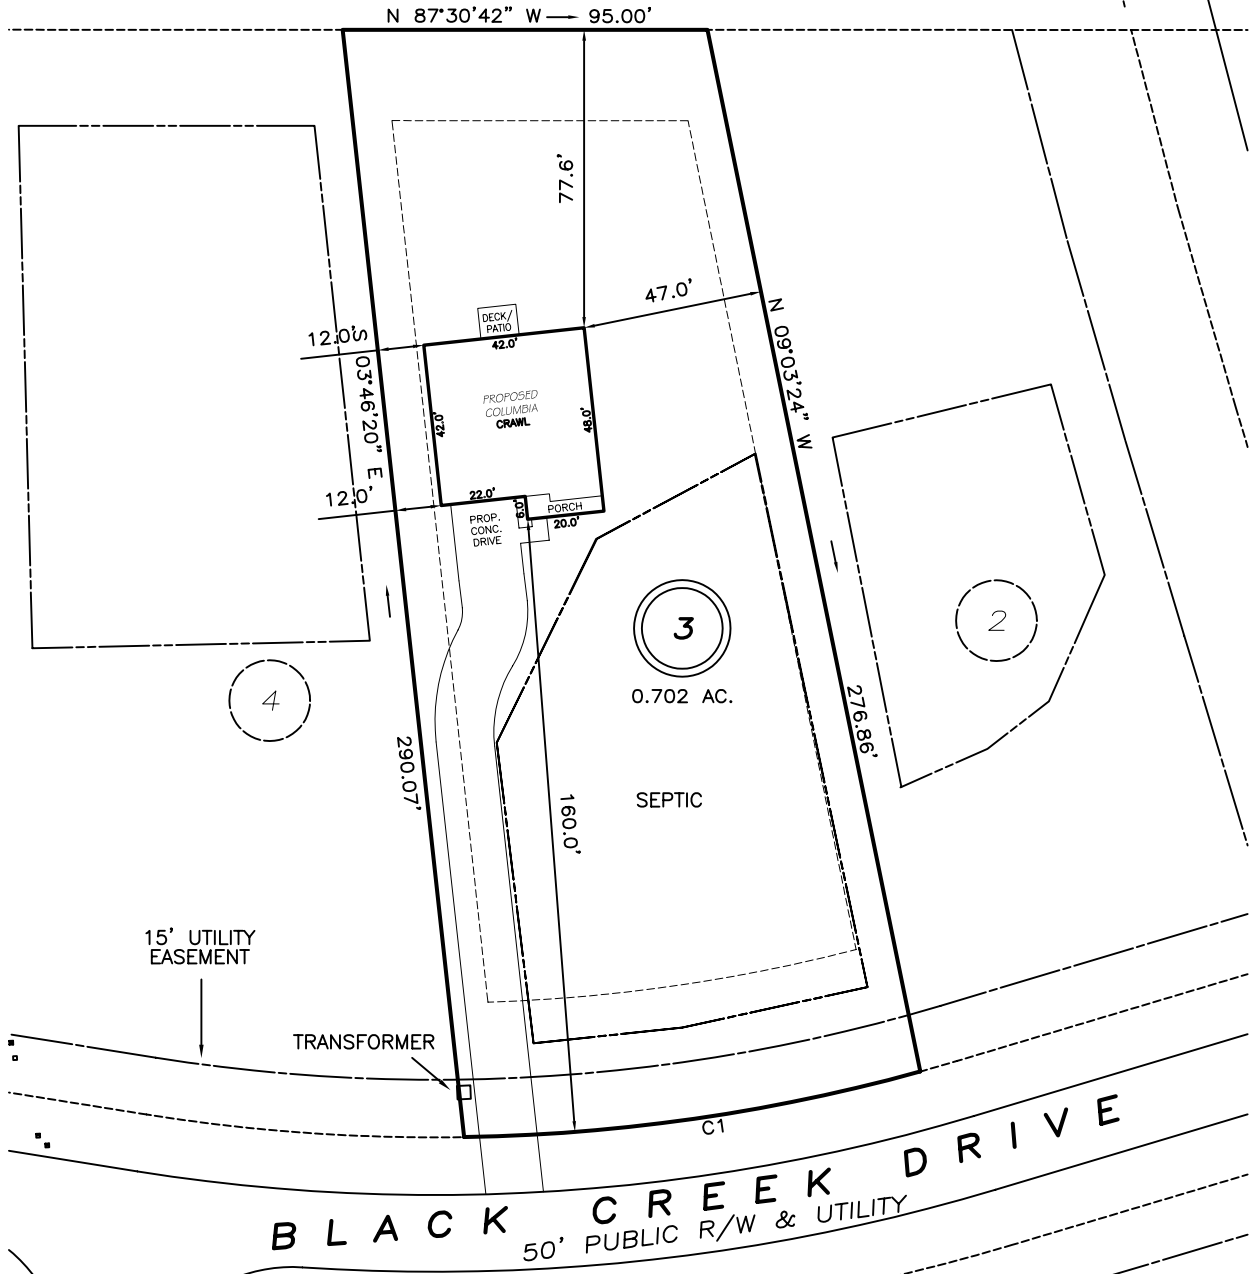 N 87°30'42" W 95.00'
77.6'
47.0'
N 09°03'24" W
12.0'
S 03°46'20" E
DECK/
PATIO
42.0'
PROPOSED
COLUMBIA
CRAWL
42.0'
48.0'
12.0'
22.0'
6.0'
PORCH
20.0'
PROP.
CONC.
DRIVE
3
0.702 AC.
2
4
276.86'
290.07'
160.0'
SEPTIC
15' UTILITY
EASEMENT
TRANSFORMER
C1
BLACK CREEK DRIVE
50' PUBLIC R/W & UTILITY